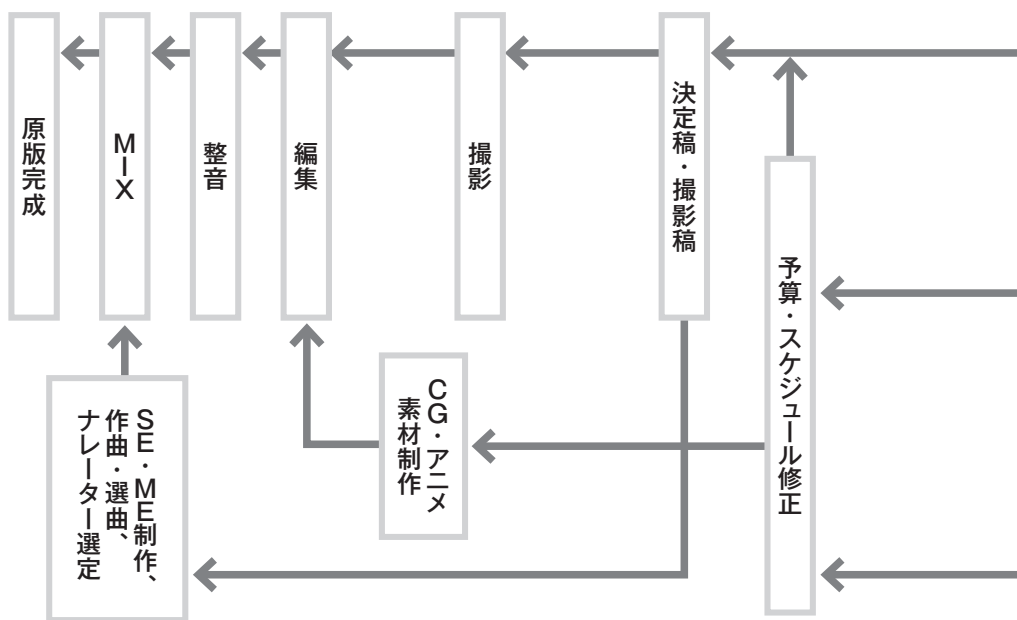 予算・スケジュール修正
決定稿・撮影稿
撮影
CG・アニメ
素材制作
編集
整音
SE・ME制作、
作曲・選曲、
ナレーター選定
MIX
原版完成